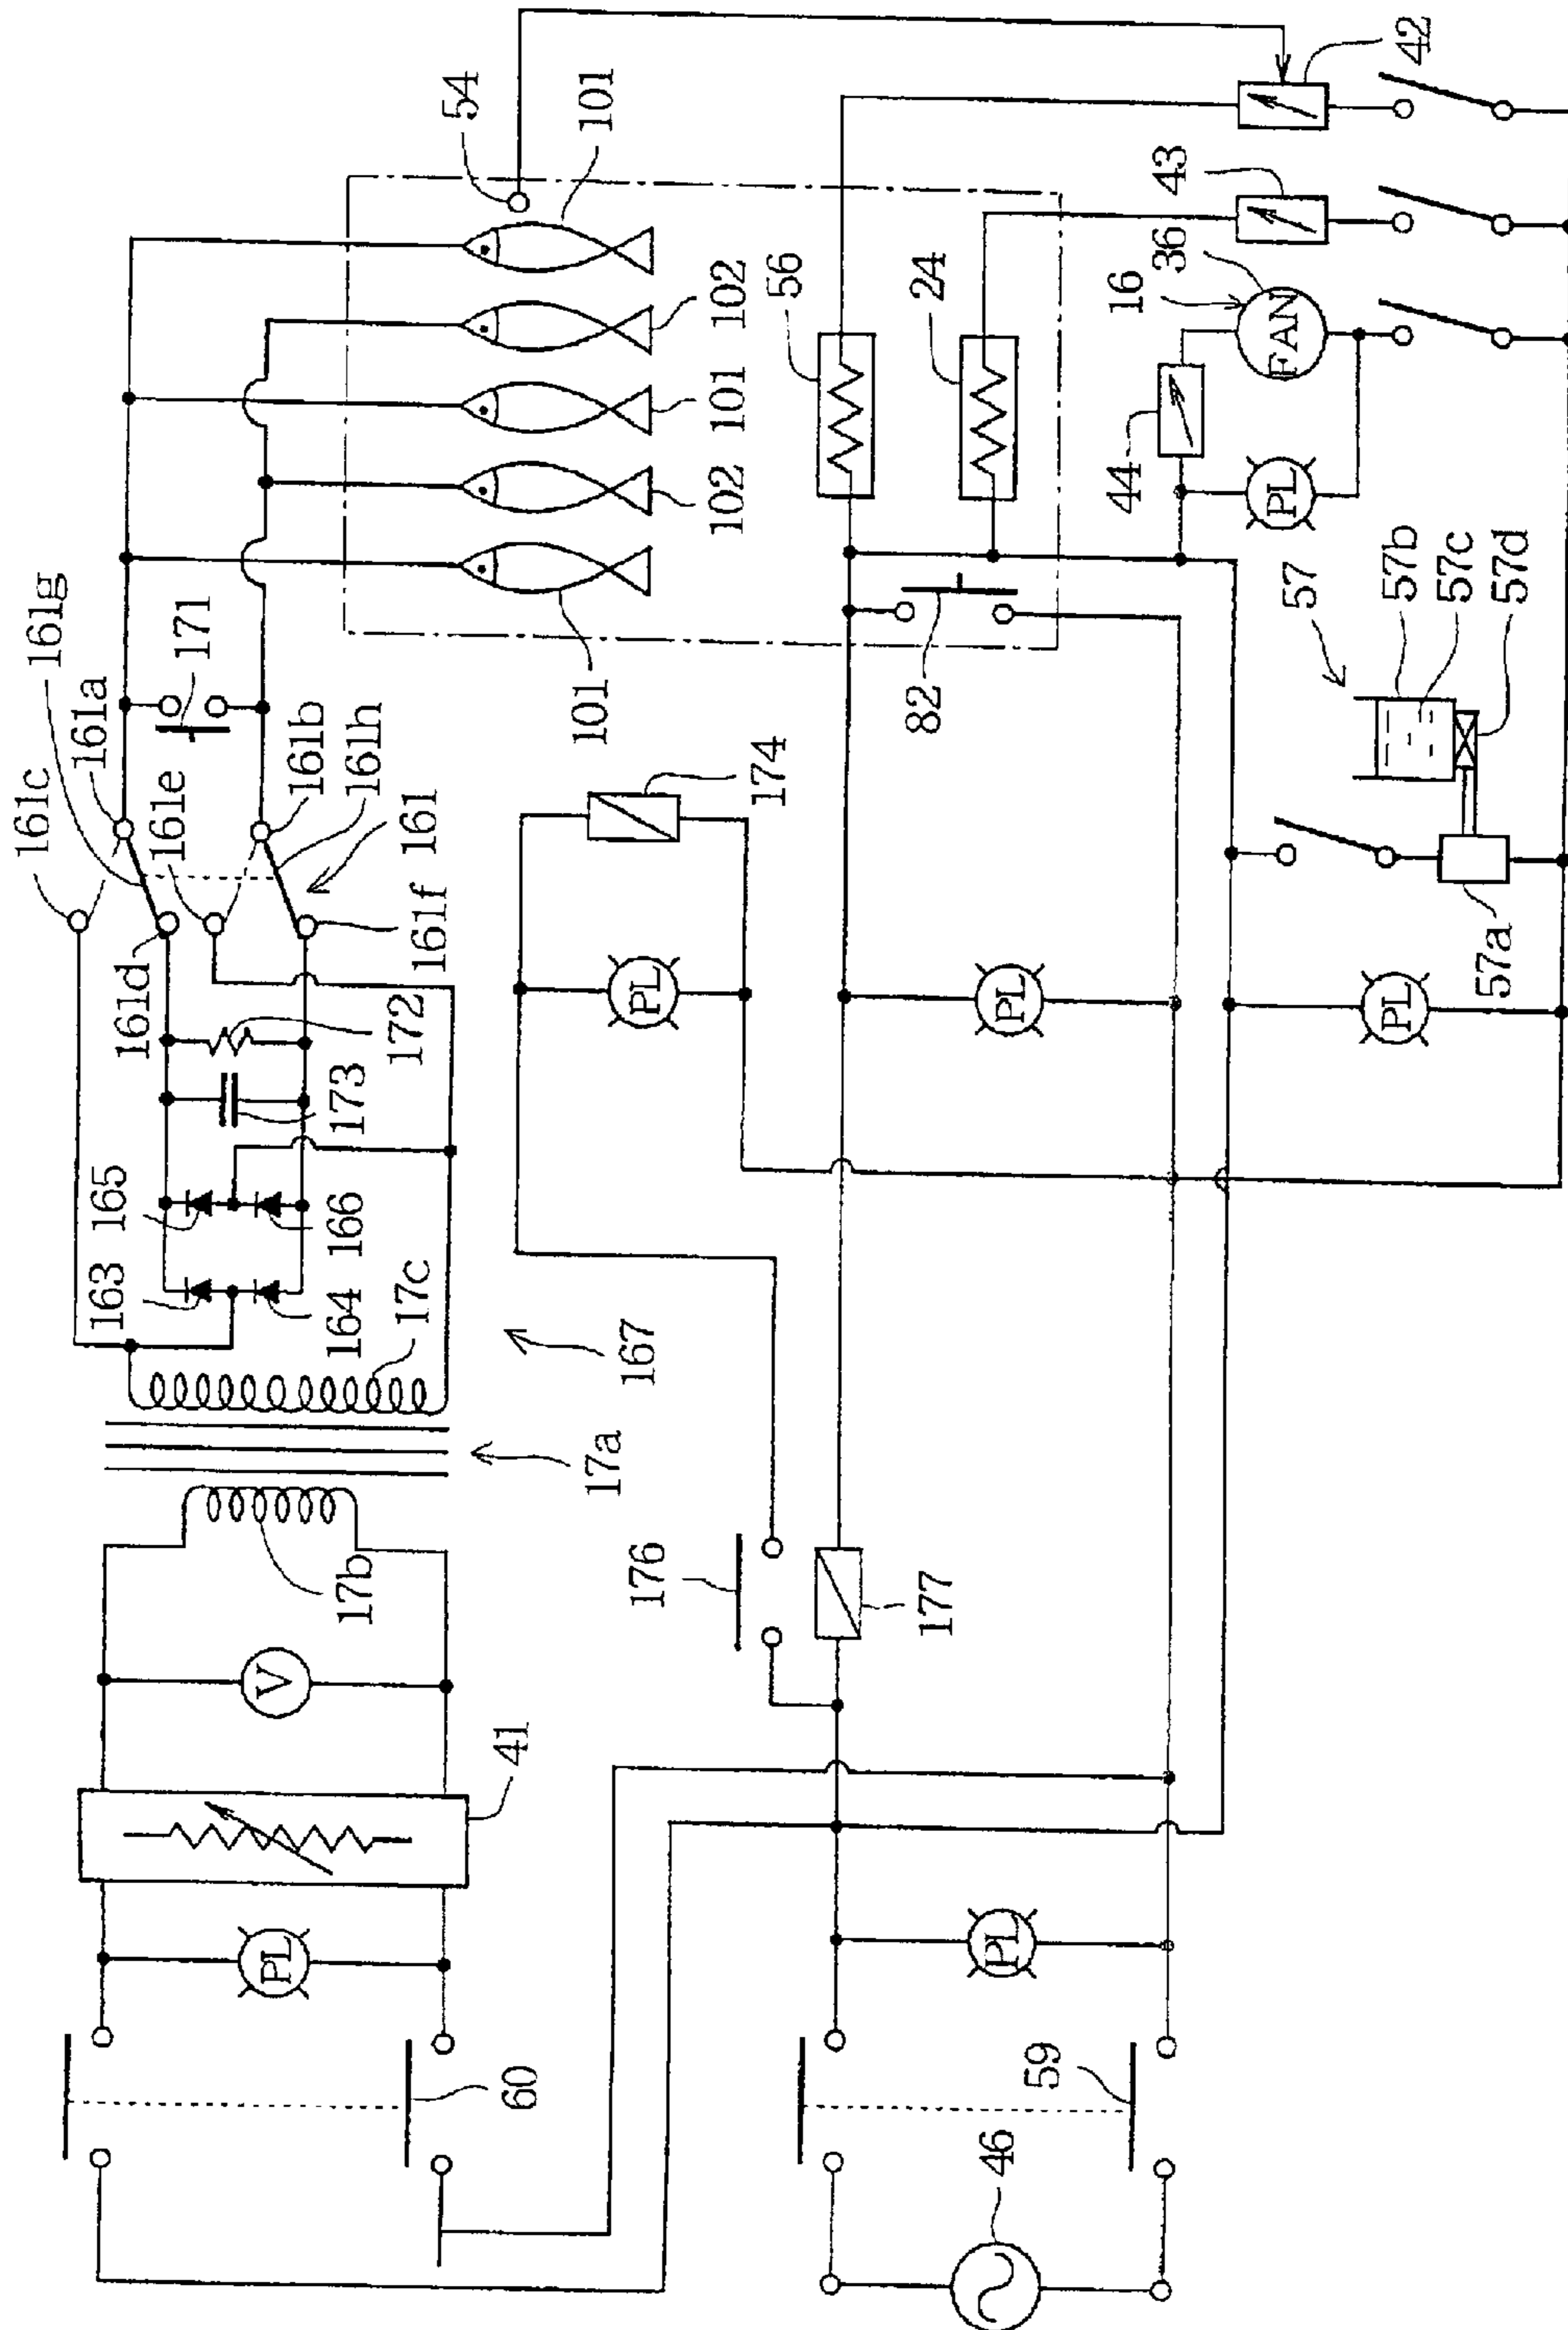 54
101
42
43
36
16
FAN
102
101
102
101
56
24
44
PL
57
57b
57c
57d
57a
82
161g
171
161a
161c
161e
161b
161h
161
161f
161d
172
173
165
163
166
164
17c
167
17a
17b
174
PL
PL
PL
176
177
V
41
PL
PL
60
59
46